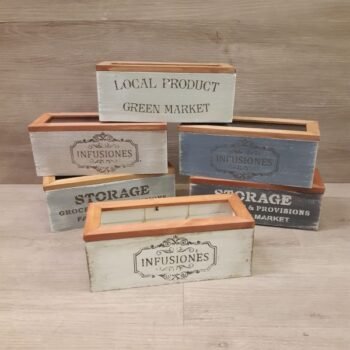 LOCAL PRODUCT
GREEN MARKET
INFUSIONES
INFUSIONES
STORAGE
STORAGE
& PROVISIONS
MARKET
INFUSIONES